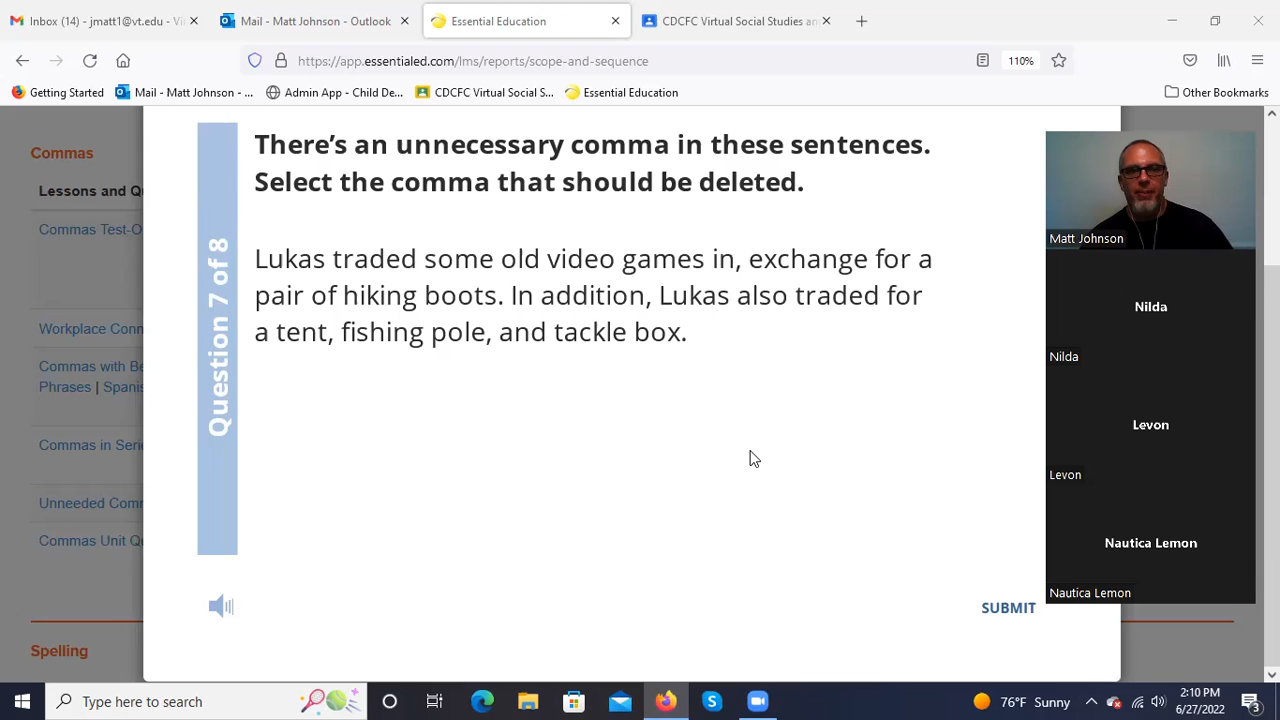 Inbox (14) - jmatt1@vt.edu - Vi
Mail - Matt Johnson - Outlook
Essential Education
CDCFC Virtual Social Studies an
https://app.essentialed.com/lms/reports/scope-and-sequence
110%
Getting Started
Mail - Matt Johnson - ...
Admin App - Child De...
CDCFC Virtual Social S...
Essential Education
Other Bookmarks
Commas
Lessons and Qu
Commas Test-O
Workplace Conn
Commas with Be
Phrases | Spanis
Commas in Serie
Unneeded Comm
Commas Unit Qu
Spelling
Question 7 of 8
There's an unnecessary comma in these sentences.
Select the comma that should be deleted.
Lukas traded some old video games in, exchange for a
pair of hiking boots. In addition, Lukas also traded for
a tent, fishing pole, and tackle box.
SUBMIT
Matt Johnson
Nilda
Nilda
Levon
Levon
Nautica Lemon
Nautica Lemon
Type here to search
76°F Sunny
2:10 PM
6/27/2022
3